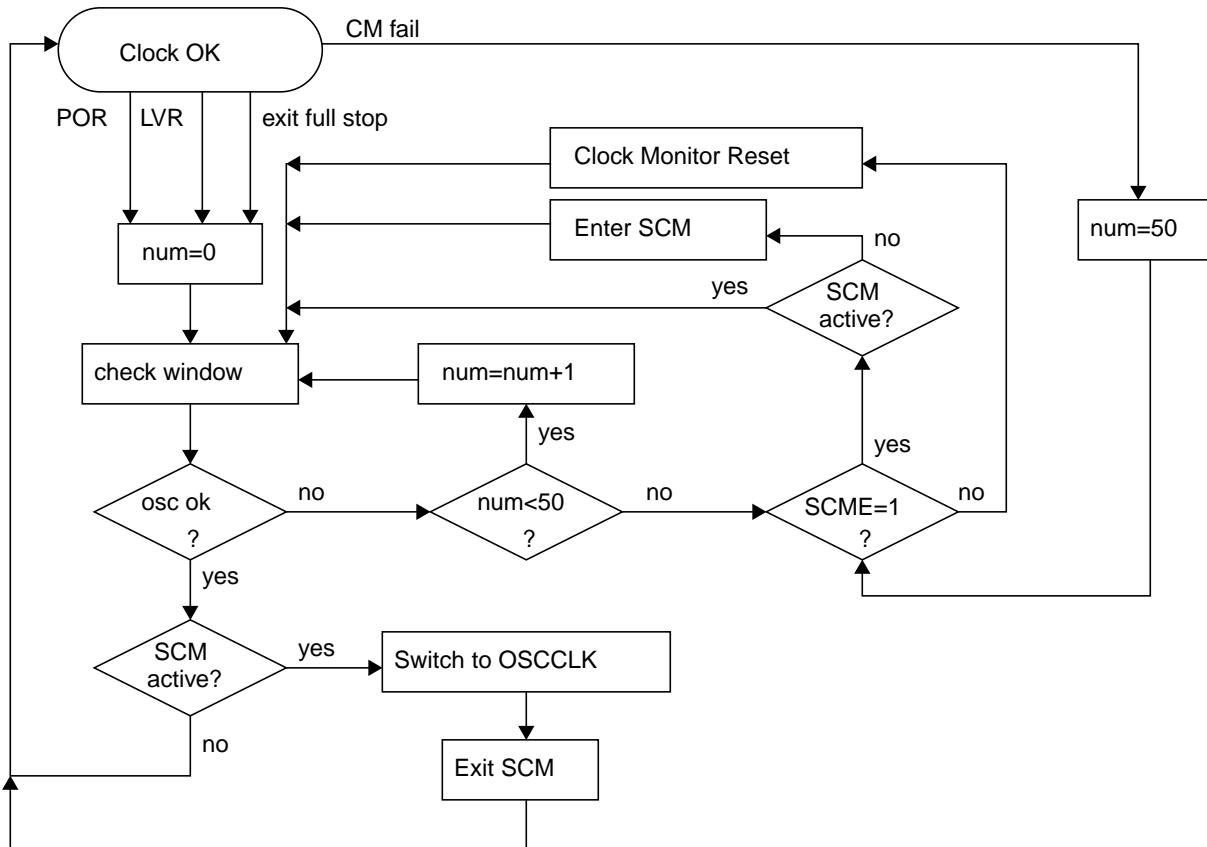 CM fail
Clock OK
POR
LVR
exit full stop
Clock Monitor Reset
Enter SCM
no
num=50
num=0
yes
SCM
active?
check window
num=num+1
yes
yes
osc ok
?
no
num<50
?
no
SCME=1
?
no
yes
SCM
active?
yes
Switch to OSCCLK
no
Exit SCM